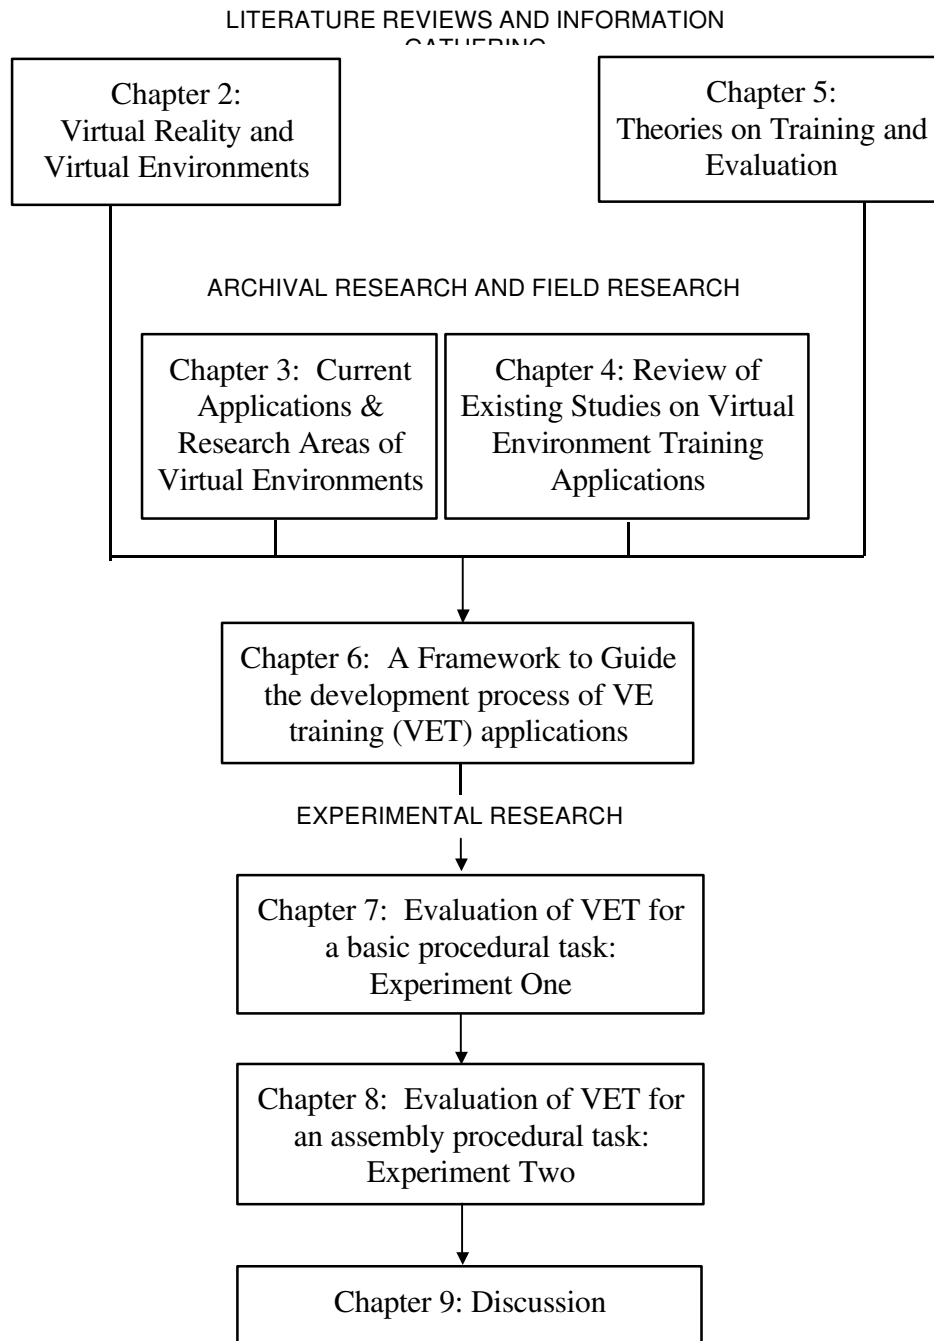 LITERATURE REVIEWS AND INFORMATION
GATHERING
Chapter 2:
Virtual Reality and
Virtual Environments
Chapter 5:
Theories on Training and
Evaluation
ARCHIVAL RESEARCH AND FIELD RESEARCH
Chapter 3:  Current
Applications &
Research Areas of
Virtual Environments
Chapter 4: Review of
Existing Studies on Virtual
Environment Training
Applications
Chapter 6:  A Framework to Guide
the development process of VE
training (VET) applications
EXPERIMENTAL RESEARCH
Chapter 7:  Evaluation of VET for
a basic procedural task:
Experiment One
Chapter 8:  Evaluation of VET for
an assembly procedural task:
Experiment Two
Chapter 9: Discussion